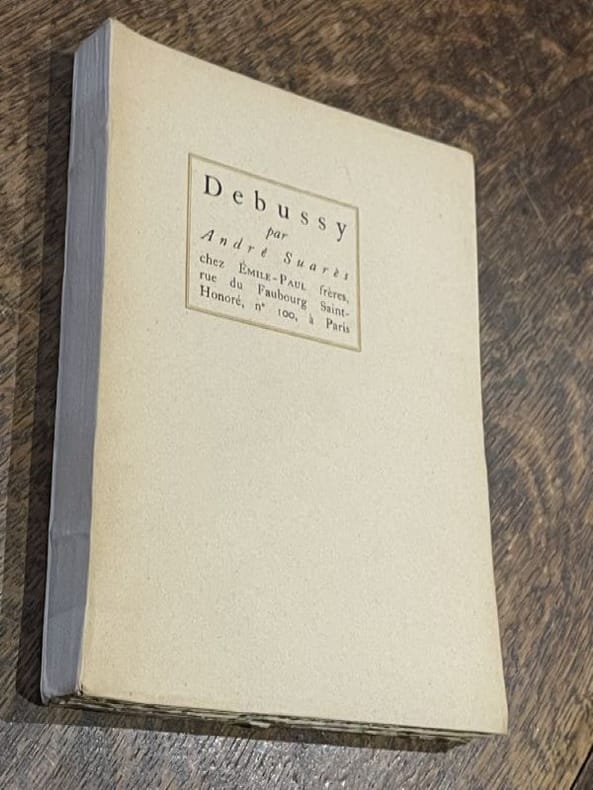 Debussy
par
André Suarès
chez ÉMILE-PAUL frères,
rue du Faubourg Saint-
Honoré, n° 100, à Paris